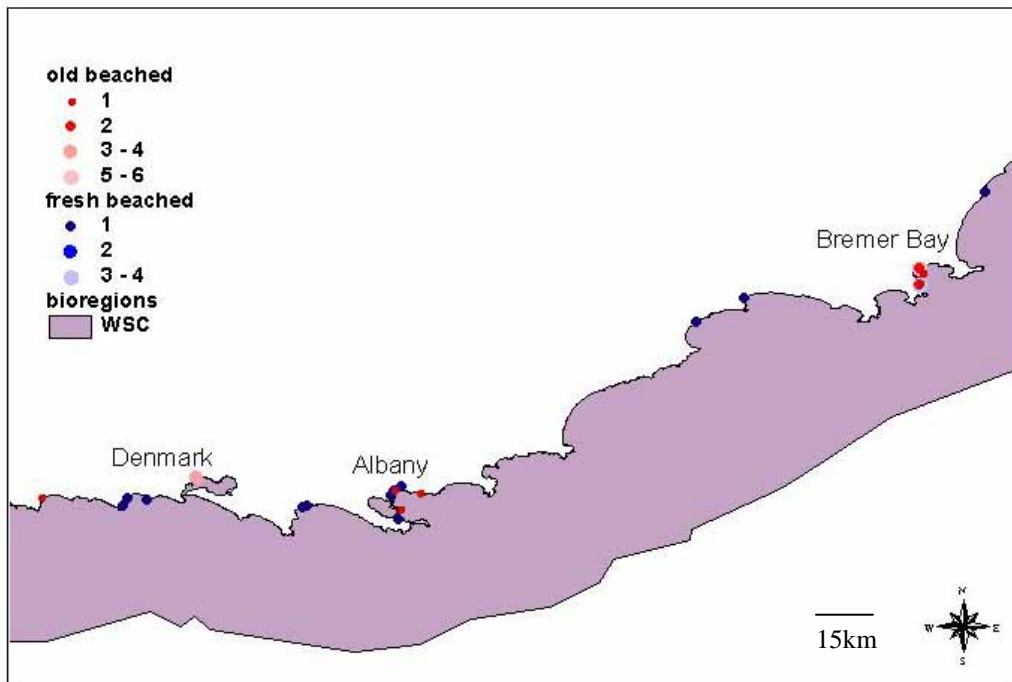 old beached
1
2
3 - 4
5 - 6
fresh beached
1
2
3 - 4
bioregions
WSC
Bremer Bay
Denmark
Albany
15km
N
W E
S